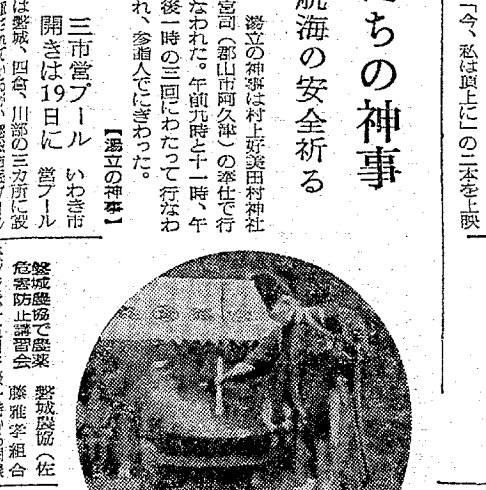 「今、私は頂上に」の二本を上映
たちの神事
航海の安全祈る
湯立の神事は村上好美田村神社
宮司(郡山市阿久津)の奉仕で行
なわれた。午前九時と十一時、午
後一時の三回にわたって行なわ
れ、参詣人でにぎわった。
【湯立の神事】
三市営プール
開きは19日に
いわき市
営プール
は磐城、四倉、川部の三カ所に設
磐城農協で農薬
危害防止講習会
磐城農協(佐
藤雅孝組合